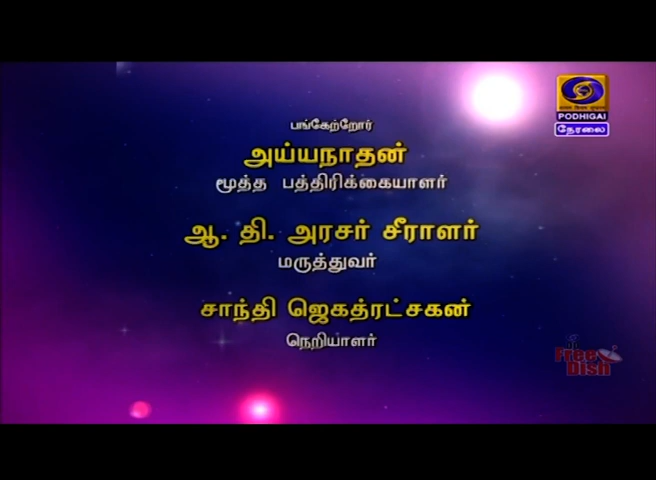 பங்கேற்றோர்
அய்யநாதன்
மூத்த பத்திரிக்கையாளர்
ஆ. தி. அரசர் சீராளர்
மருத்துவர்
சாந்தி ஜெகத்ரட்சகன்
நெறியாளர்
PODHIGAI
நேரலை
Free
Dish